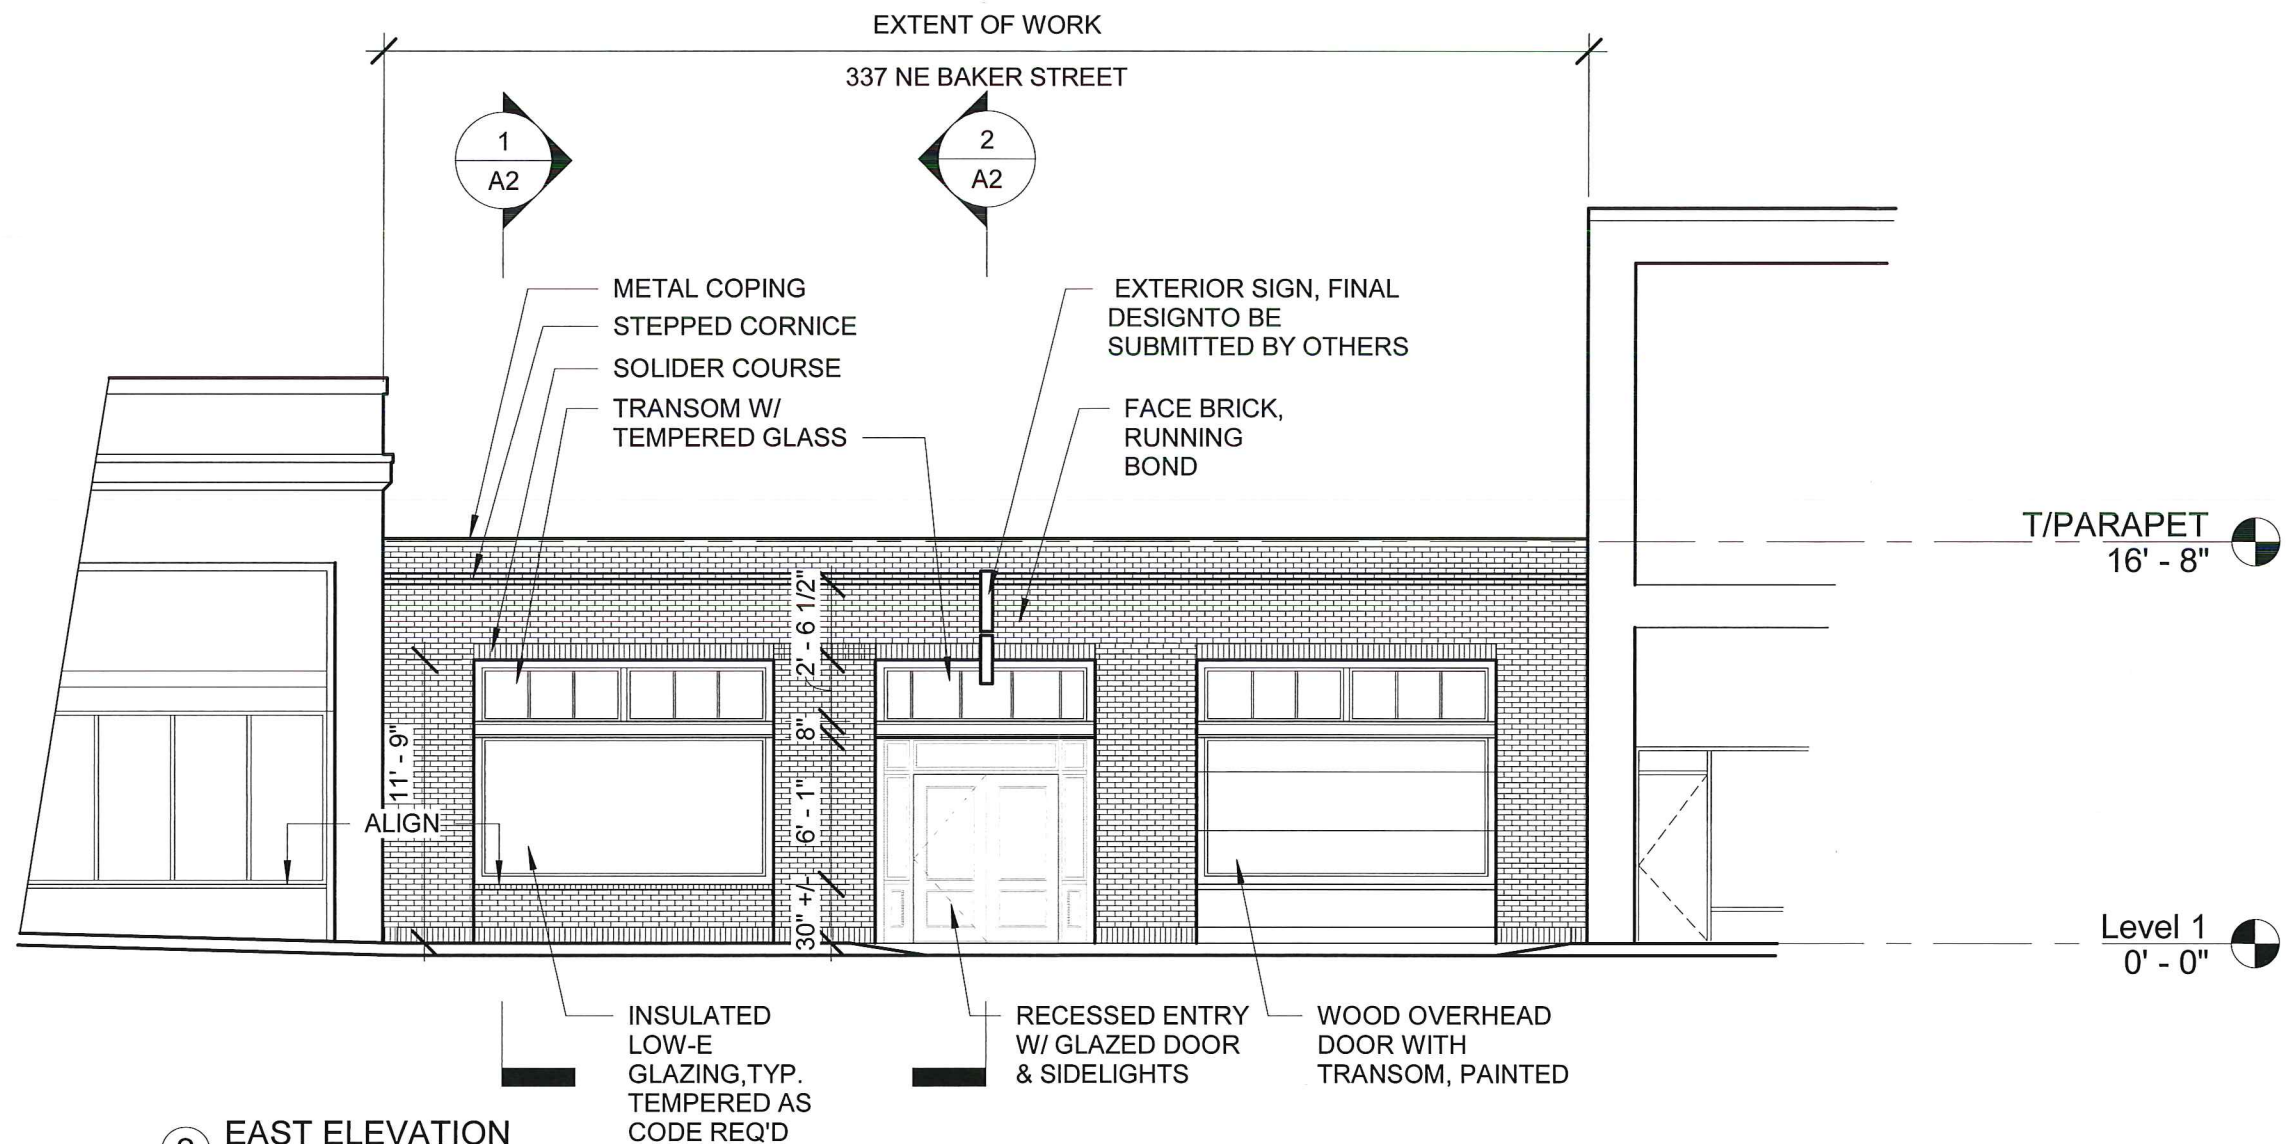 EXTENT OF WORK
337 NE BAKER STREET
1
A2
2
A2
METAL COPING
STEPPED CORNICE
SOLIDER COURSE
TRANSOM W/
TEMPERED GLASS
EXTERIOR SIGN, FINAL
DESIGNTO BE
SUBMITTED BY OTHERS
FACE BRICK,
RUNNING
BOND
T/PARAPET
16' - 8"
2' - 6 1/2"
8"
6' - 1"
30" +/-
11' - 9"
ALIGN
Level 1
0' - 0"
INSULATED
LOW-E
GLAZING,TYP.
TEMPERED AS
CODE REQ'D
RECESSED ENTRY
W/ GLAZED DOOR
& SIDELIGHTS
WOOD OVERHEAD
DOOR WITH
TRANSOM, PAINTED
EAST ELEVATION